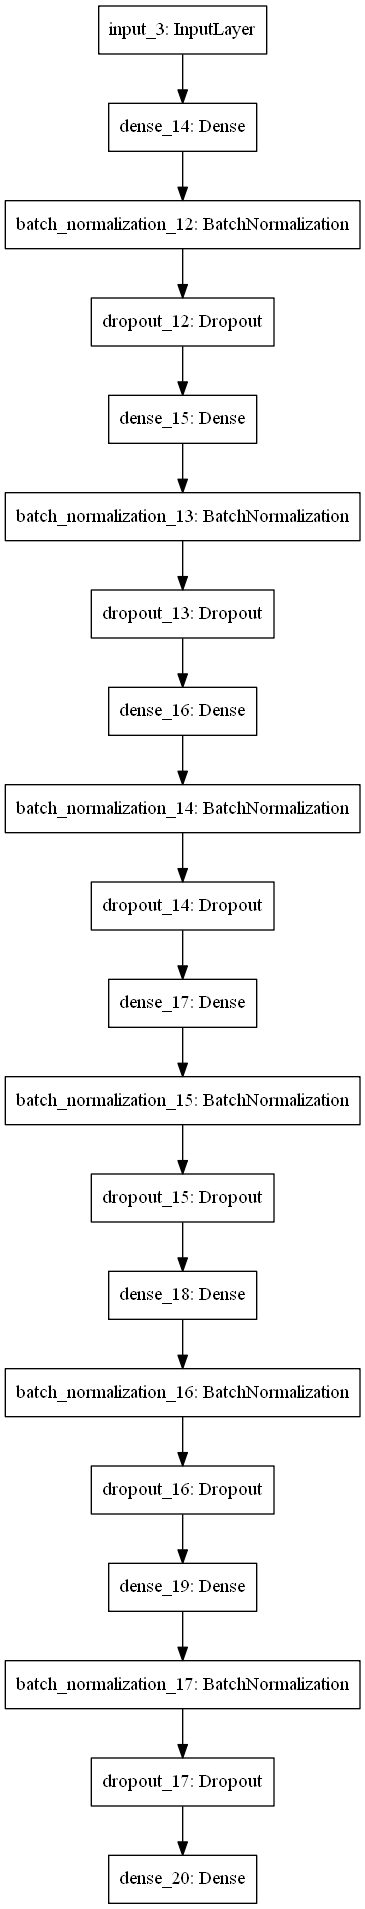 input_3: InputLayer
dense_14: Dense
batch_normalization_12: BatchNormalization
dropout_12: Dropout
dense_15: Dense
batch_normalization_13: BatchNormalization
dropout_13: Dropout
dense_16: Dense
batch_normalization_14: BatchNormalization
dropout_14: Dropout
dense_17: Dense
batch_normalization_15: BatchNormalization
dropout_15: Dropout
dense_18: Dense
batch_normalization_16: BatchNormalization
dropout_16: Dropout
dense_19: Dense
batch_normalization_17: BatchNormalization
dropout_17: Dropout
dense_20: Dense